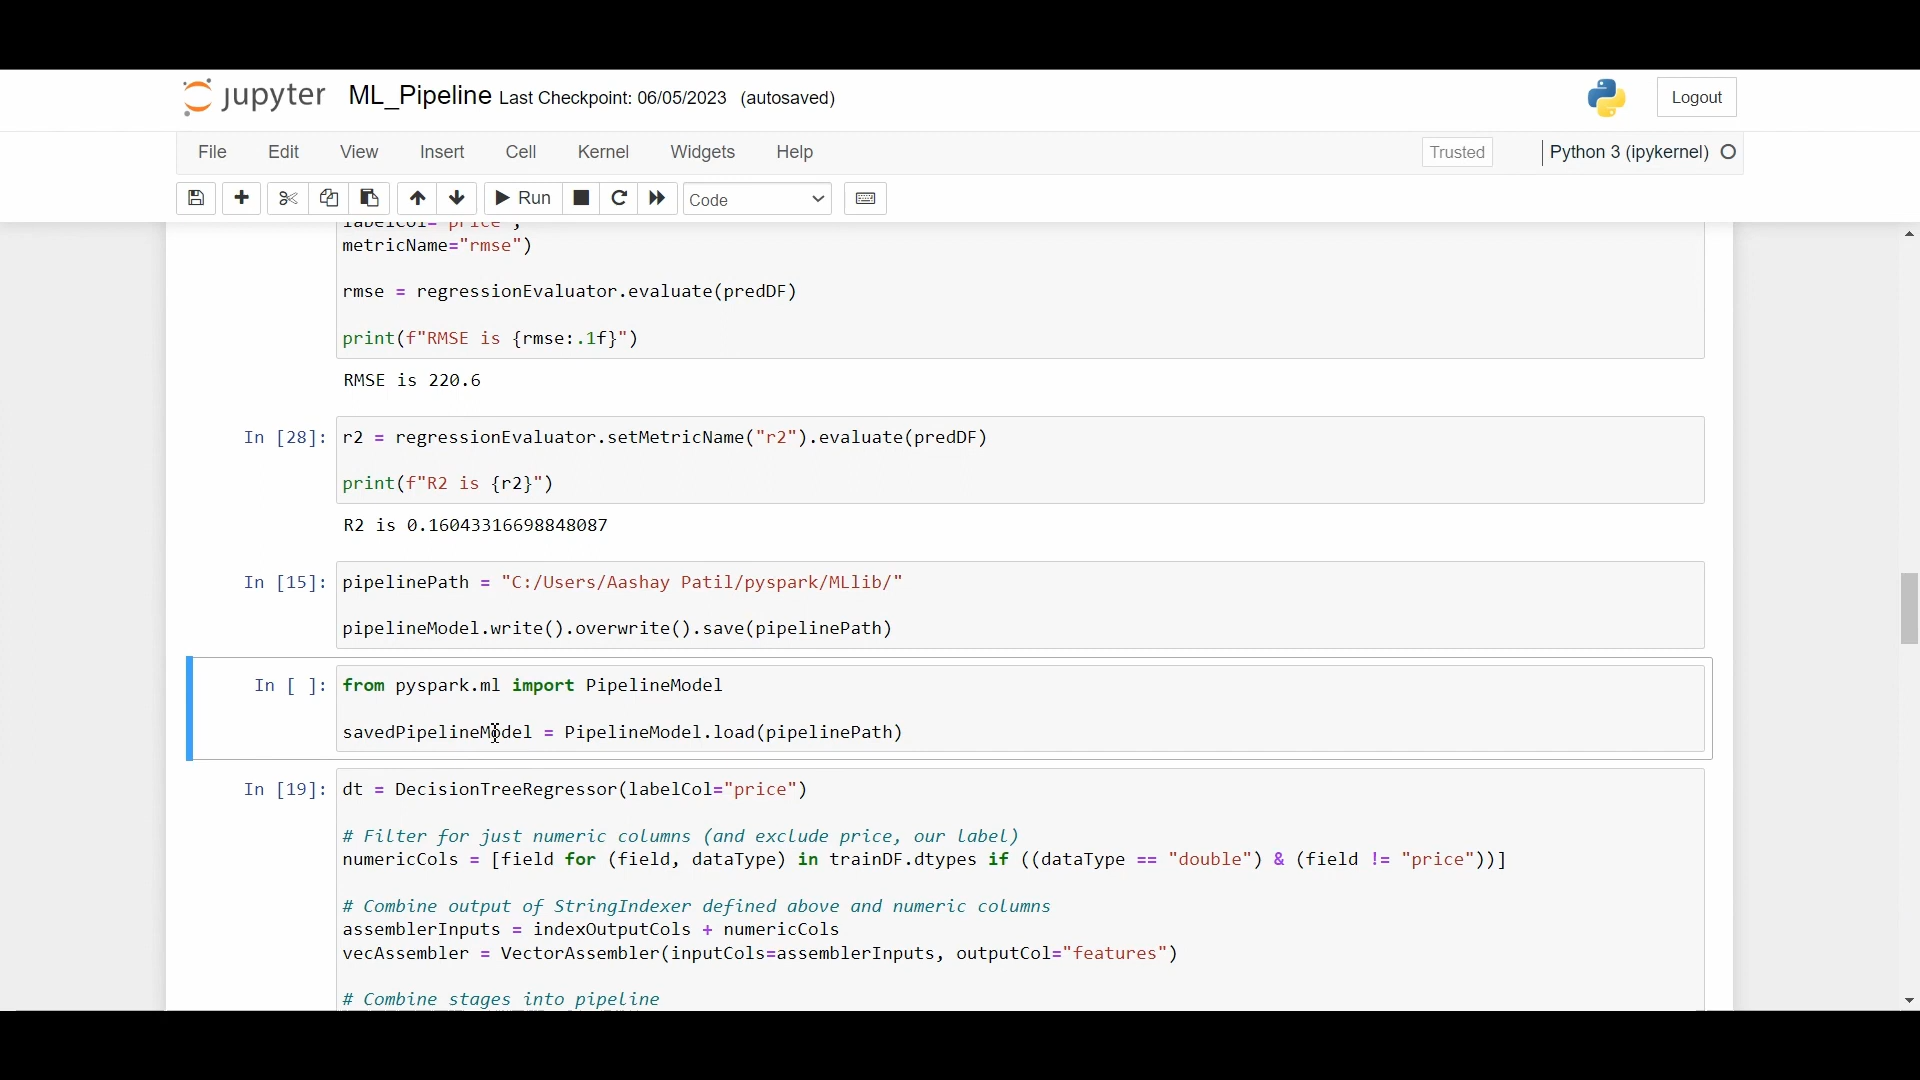 jupyter ML_Pipeline Last Checkpoint: 06/05/2023 (autosaved) Logout
File Edit View Insert Cell Kernel Widgets Help Trusted Python 3 (ipykernel)
Run Code
labelCol="price",
metricName="rmse")
rmse = regressionEvaluator.evaluate(predDF)
print(f"RMSE is {rmse:.1f}")
RMSE is 220.6
In [28]: r2 = regressionEvaluator.setMetricName("r2").evaluate(predDF)
print(f"R2 is {r2}")
R2 is 0.16043316698848087
In [15]: pipelinePath = "C:/Users/Aashay Patil/pyspark/MLlib/"
pipelineModel.write().overwrite().save(pipelinePath)
In [ ]: from pyspark.ml import PipelineModel
savedPipelineModel = PipelineModel.load(pipelinePath)
In [19]: dt = DecisionTreeRegressor(labelCol="price")
# Filter for just numeric columns (and exclude price, our label)
numericCols = [field for (field, dataType) in trainDF.dtypes if ((dataType == "double") & (field != "price"))]
# Combine output of StringIndexer defined above and numeric columns
assemblerInputs = indexOutputCols + numericCols
vecAssembler = VectorAssembler(inputCols=assemblerInputs, outputCol="features")
# Combine stages into pipeline